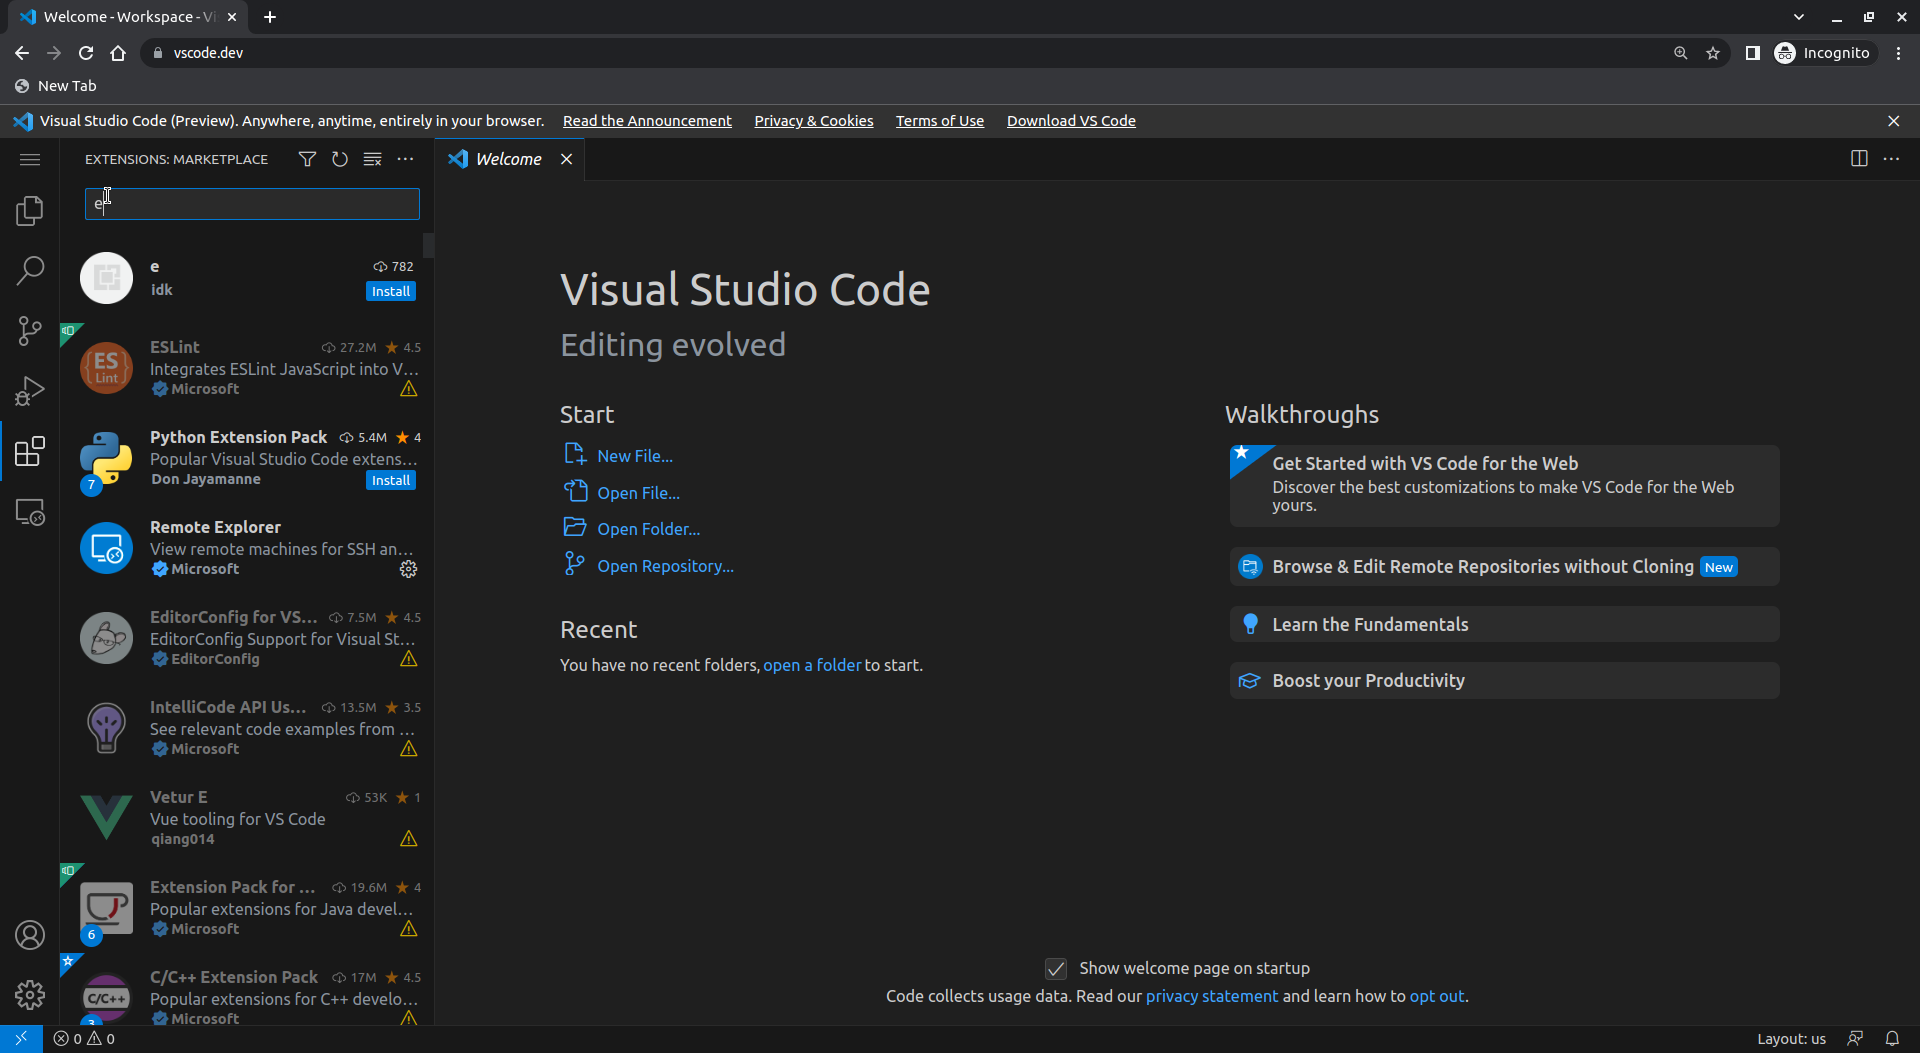 Welcome - Workspace - Vi
vscode.dev
Incognito
New Tab
Visual Studio Code (Preview). Anywhere, anytime, entirely in your browser. Read the Announcement Privacy & Cookies Terms of Use Download VS Code
EXTENSIONS: MARKETPLACE
Welcome
e
e 782
idk Install
ESLint 27.2M 4.5
ES Lint
Integrates ESLint JavaScript into V...
Microsoft
Python Extension Pack 5.4M 4
Popular Visual Studio Code extens...
7 Don Jayamanne Install
Remote Explorer
View remote machines for SSH an...
Microsoft
EditorConfig for VS... 7.5M 4.5
EditorConfig Support for Visual St...
EditorConfig
IntelliCode API Us... 13.5M 3.5
See relevant code examples from ...
Microsoft
Vetur E 53K 1
Vue tooling for VS Code
qiang014
Extension Pack for ... 19.6M 4
Popular extensions for Java devel...
6 Microsoft
C/C++ Extension Pack 17M 4.5
C/C++
Popular extensions for C++ develo...
3 Microsoft
Visual Studio Code
Editing evolved
Start
New File...
Open File...
Open Folder...
Open Repository...
Recent
You have no recent folders, open a folder to start.
Walkthroughs
Get Started with VS Code for the Web
Discover the best customizations to make VS Code for the Web
yours.
Browse & Edit Remote Repositories without Cloning New
Learn the Fundamentals
Boost your Productivity
Show welcome page on startup
Code collects usage data. Read our privacy statement and learn how to opt out.
0 0
Layout: us